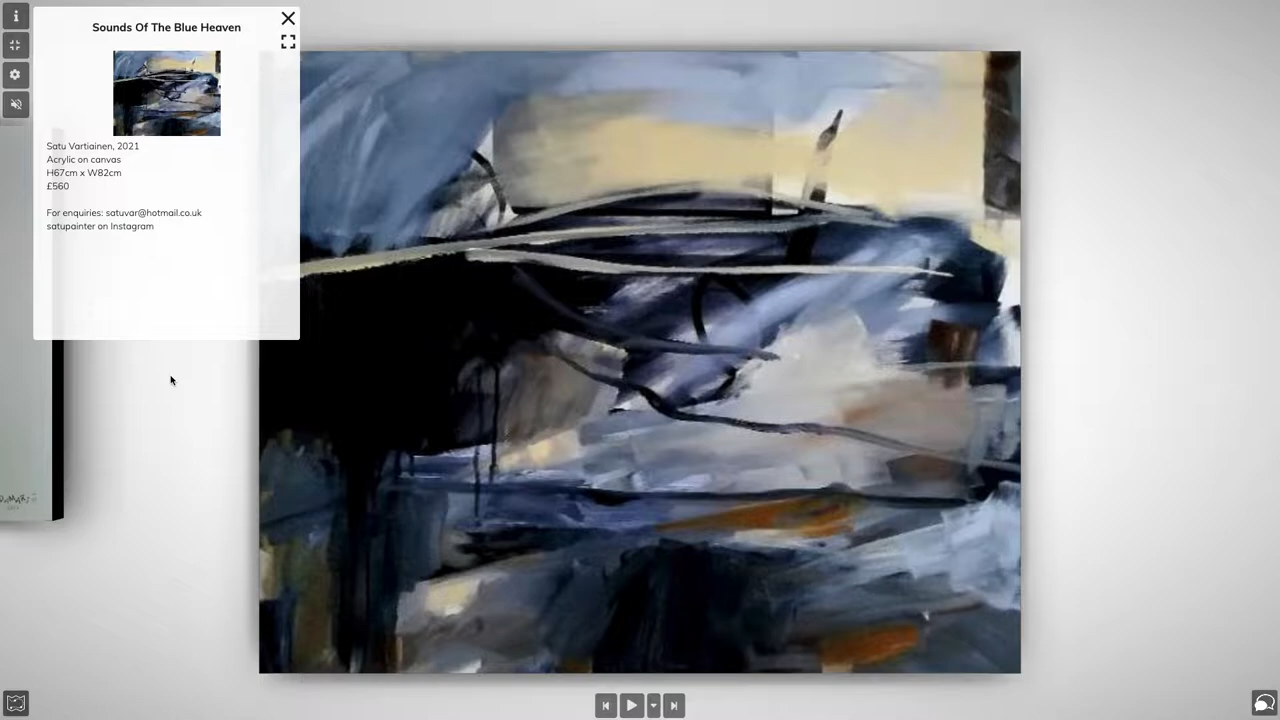 Sounds Of The Blue Heaven
Satu Vartiainen, 2021
Acrylic on canvas
H67cm x W82cm
£560
For enquiries: satuvar@hotmail.co.uk
satupainter on Instagram